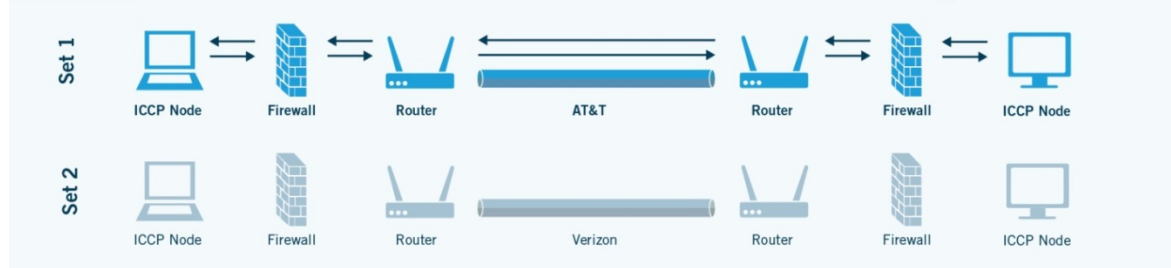 Set 1
ICCP Node Firewall Router AT&T Router Firewall ICCP Node
Set 2
ICCP Node Firewall Router Verizon Router Firewall ICCP Node